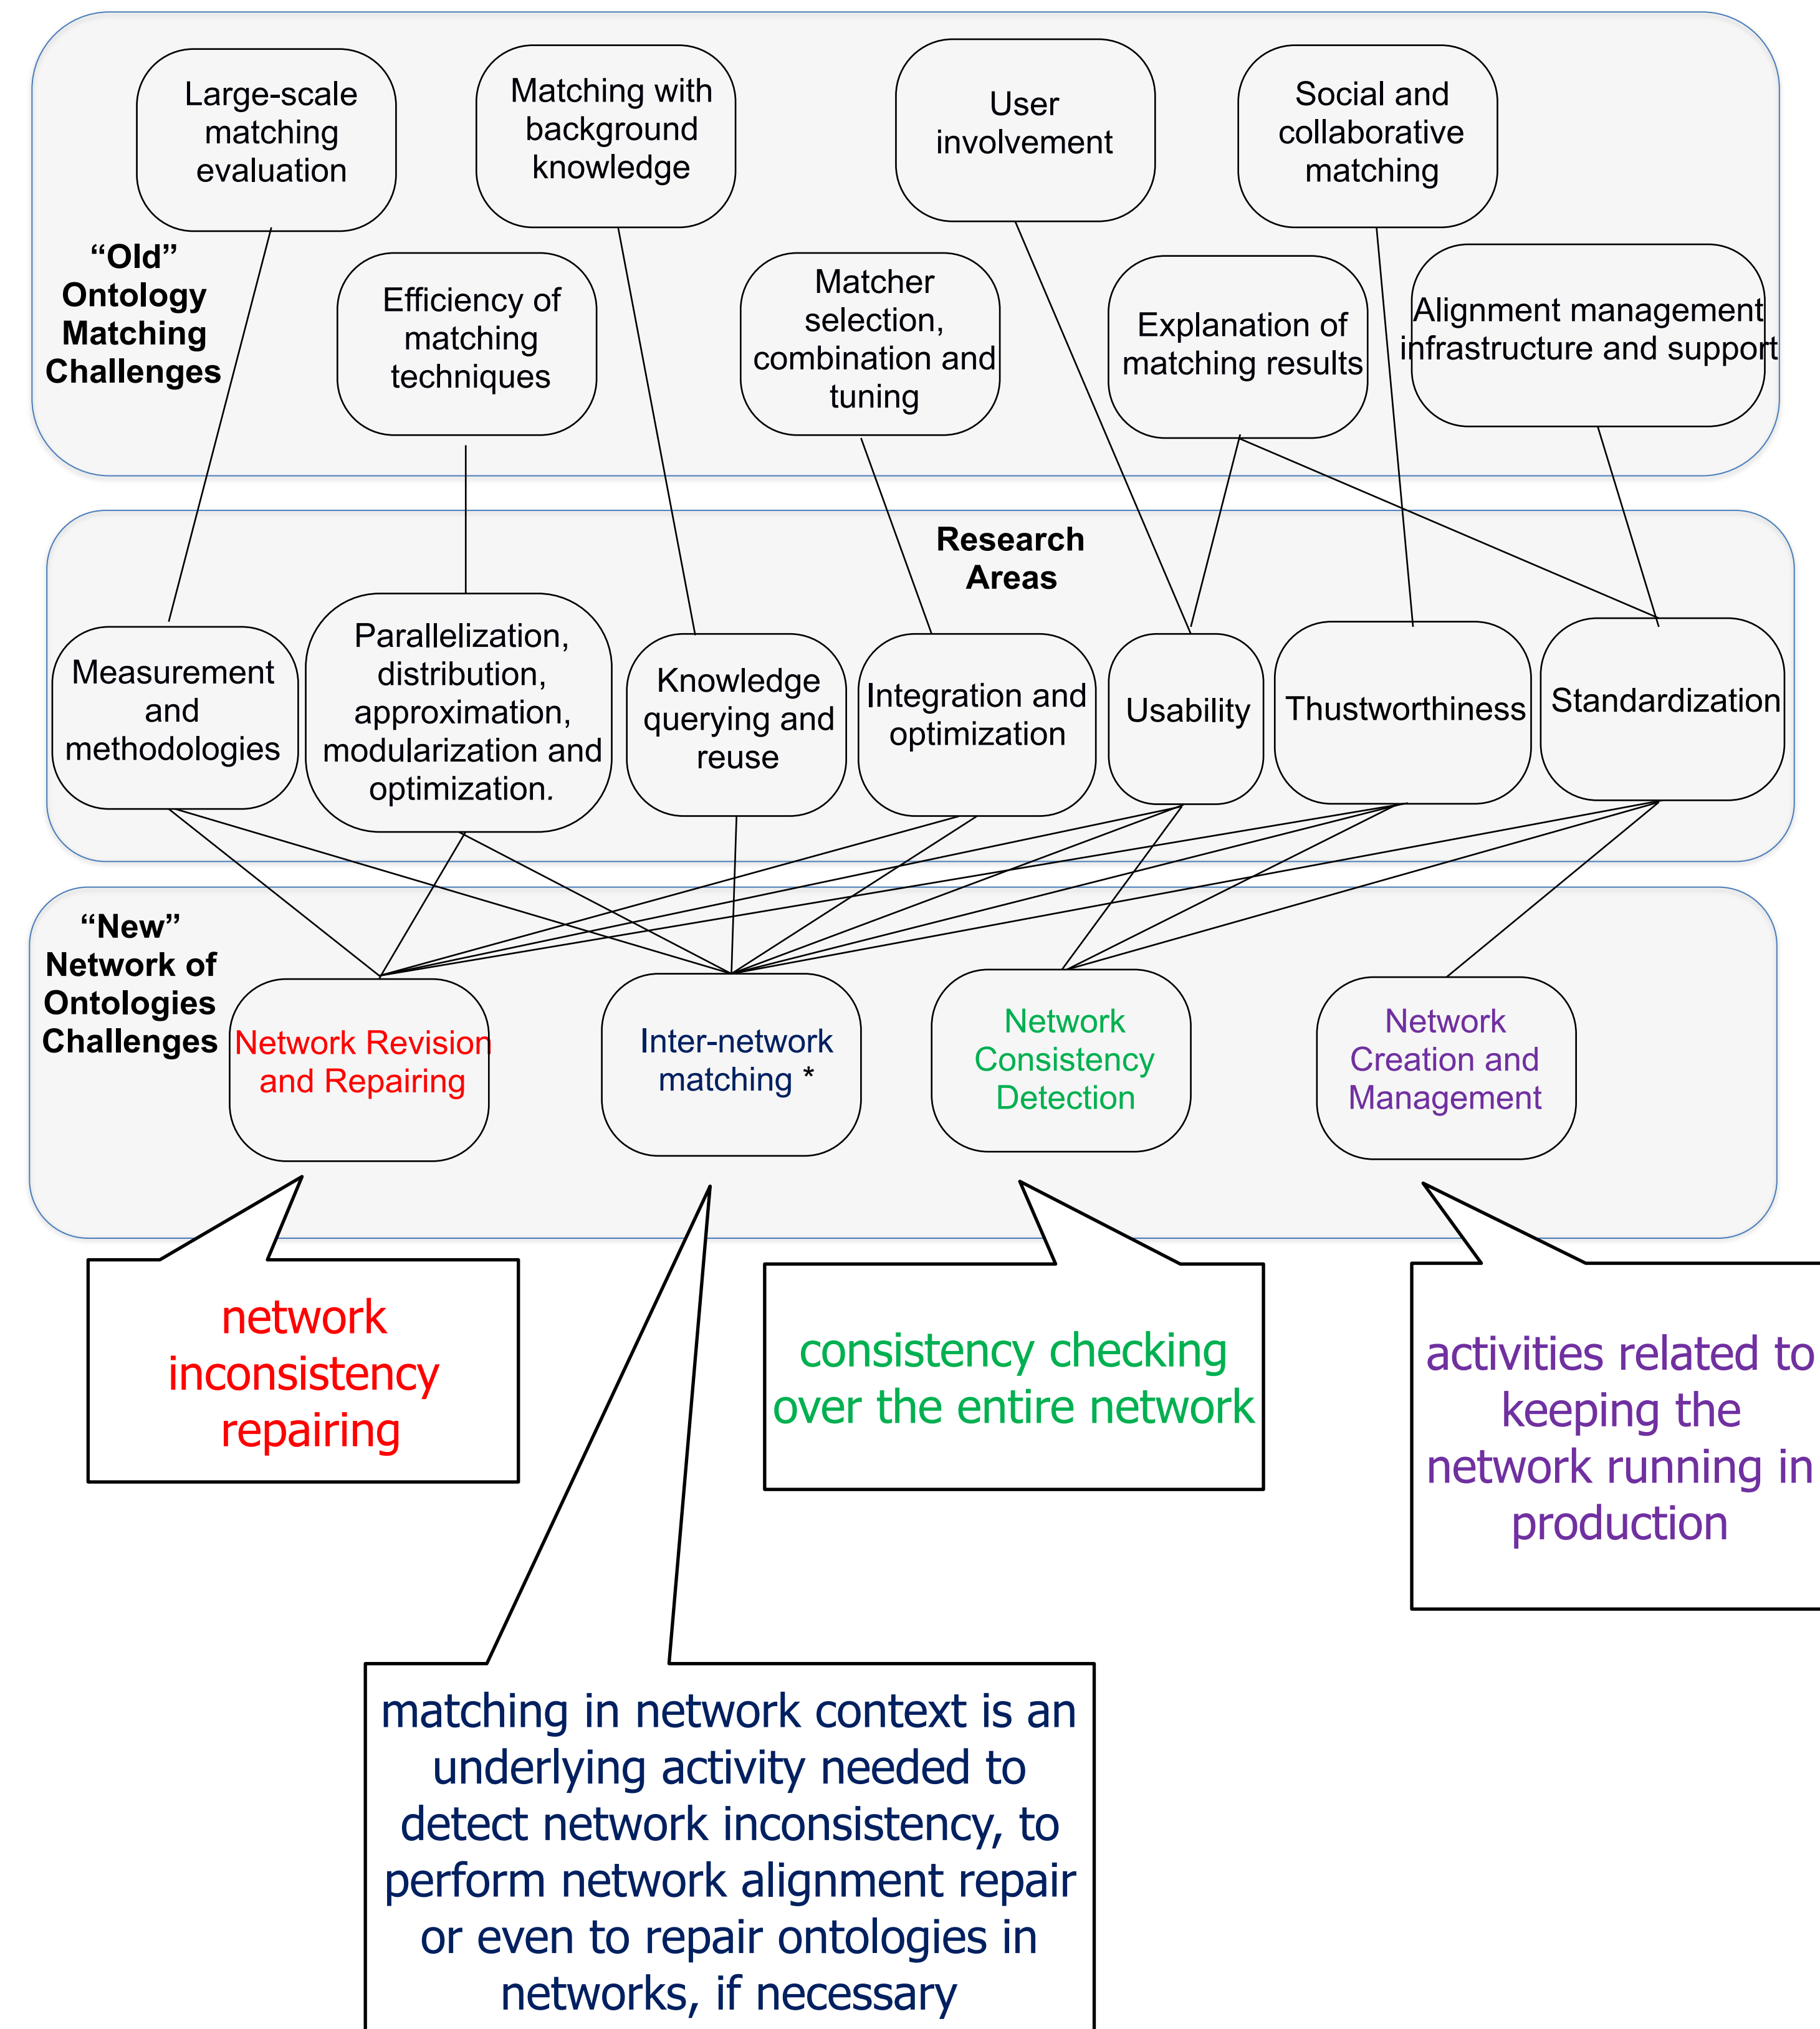 Large-scale
matching
evaluation
Matching with
background
knowledge
User
involvement
Social and
collaborative
matching
“Old”
Ontology
Matching
Challenges
Efficiency of
matching
techniques
Matcher
selection,
combination and
tuning
Explanation of
matching results
Alignment management
infrastructure and support
Research
Areas
Measurement
and
methodologies
Parallelization,
distribution,
approximation,
modularization and
optimization.
Knowledge
querying and
reuse
Integration and
optimization
Usability
Thustworthiness
Standardization
“New”
Network of
Ontologies
Challenges
Network Revision
and Repairing
Inter-network
matching *
Network
Consistency
Detection
Network
Creation and
Management
network
inconsistency
repairing
consistency checking
over the entire network
activities related to
keeping the
network running in
production
matching in network context is an
underlying activity needed to
detect network inconsistency, to
perform network alignment repair
or even to repair ontologies in
networks, if necessary